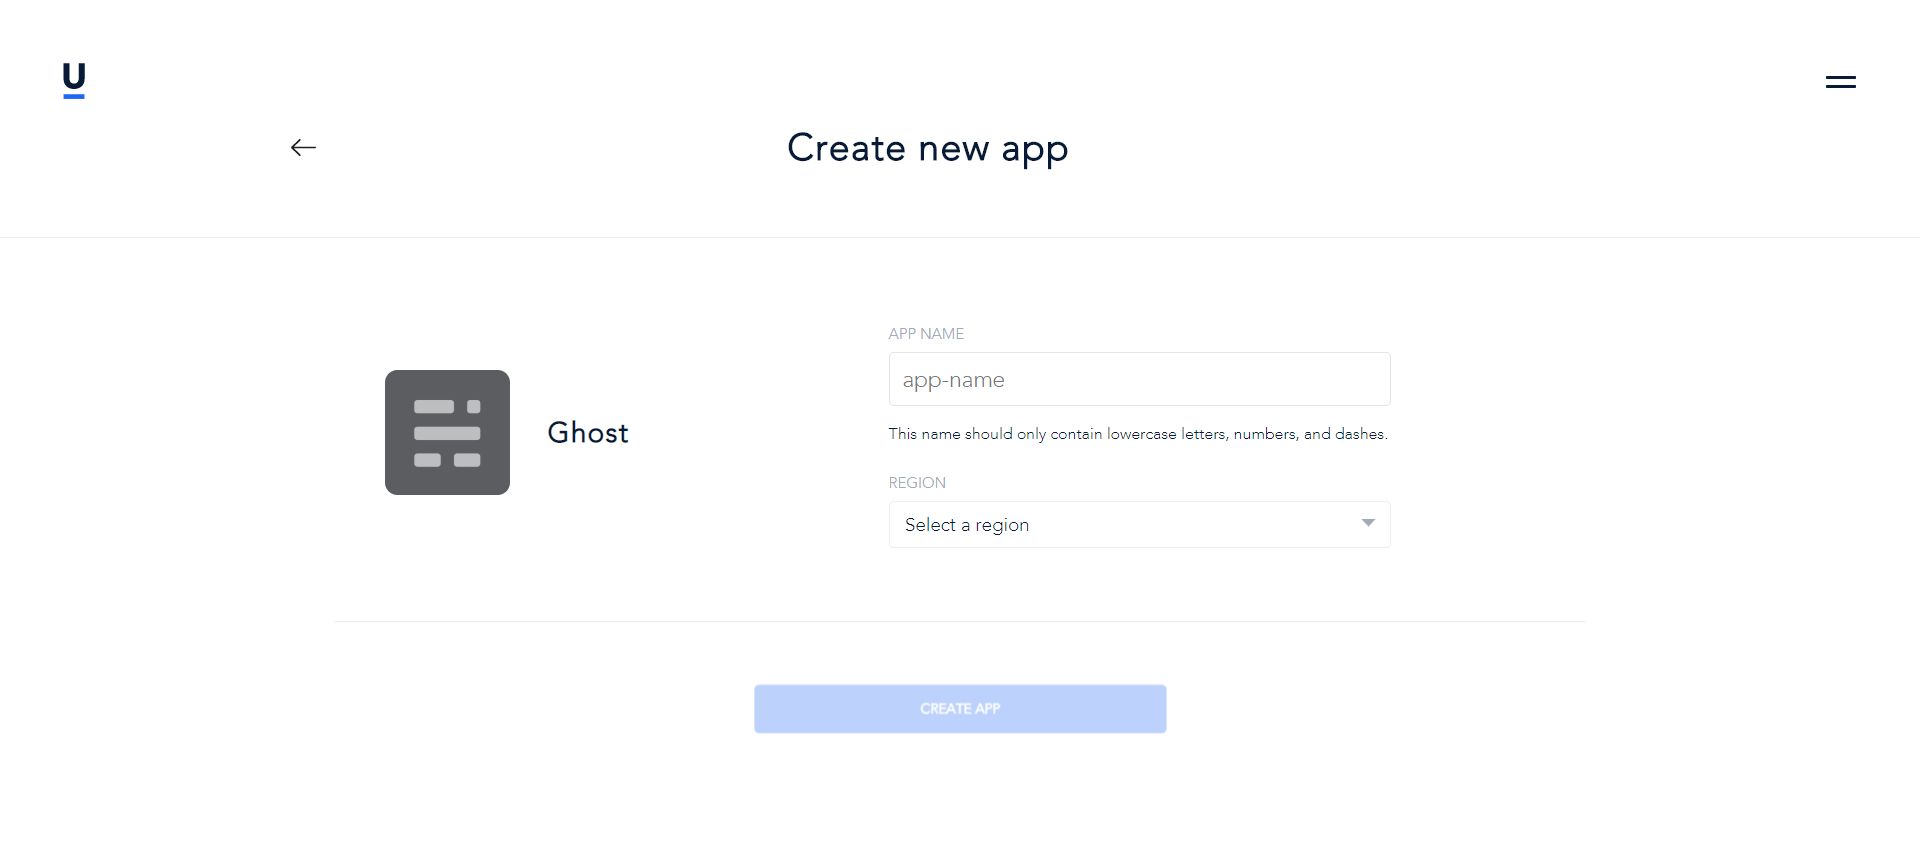 U
Create new app
APP NAME
app-name
This name should only contain lowercase letters, numbers, and dashes.
Ghost
REGION
Select a region
CREATE APP